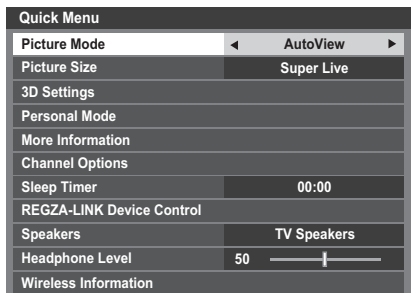 Quick Menu
Picture Mode ◀ AutoView ▶
Picture Size Super Live
3D Settings
Personal Mode
More Information
Channel Options
Sleep Timer 00:00
REGZA-LINK Device Control
Speakers TV Speakers
Headphone Level 50
Wireless Information